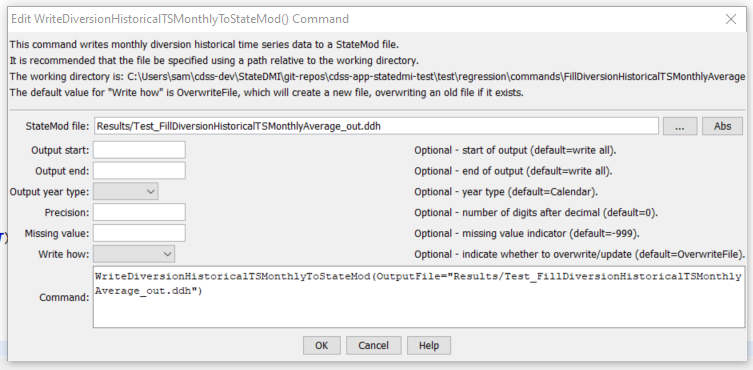 Edit WriteDiversionHistoricalTSMonthlyToStateMod() Command
This command writes monthly diversion historical time series data to a StateMod file.
It is recommended that the file be specified using a path relative to the working directory.
The working directory is: C:\Users\sam\cdss-dev\StateDMI\git-repos\cdss-app-statedmi-test\test\regression\commands\FillDiversionHistoricalTSMonthlyAverage
The default value for "Write how" is OverwriteFile, which will create a new file, overwriting an old file if it exists.
StateMod file: Results/Test_FillDiversionHistoricalTSMonthlyAverage_out.ddh ... Abs
Output start: Optional - start of output (default=write all).
Output end: Optional - end of output (default=write all).
Output year type: Optional - year type (default=Calendar).
Precision: Optional - number of digits after decimal (default=0).
Missing value: Optional - missing value indicator (default=-999).
Write how: Optional - indicate whether to overwrite/update (default=OverwriteFile).
Command: WriteDiversionHistoricalTSMonthlyToStateMod(OutputFile="Results/Test_FillDiversionHistoricalTSMonthly
Average_out.ddh")
OK Cancel Help